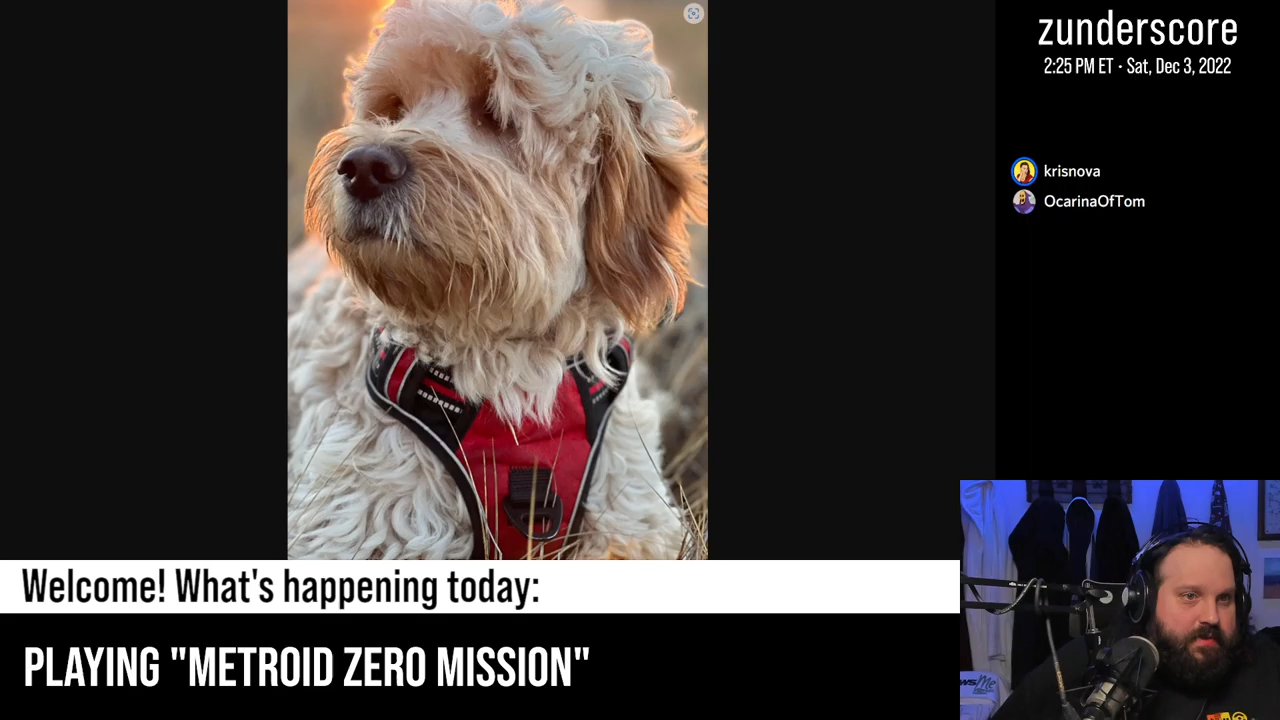 zunderscore
2:25 PM ET · Sat, Dec 3, 2022
krisnova
OcarinaOfTom
Welcome! What's happening today:
PLAYING "METROID ZERO MISSION"